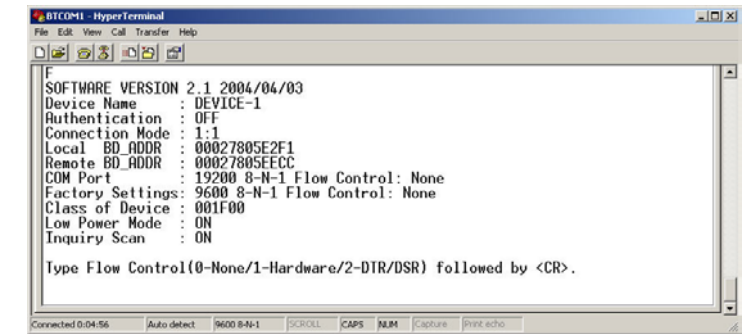 BTCOM1 - HyperTerminal
File Edit View Call Transfer Help
F
SOFTWARE VERSION 2.1 2004/04/03
Device Name : DEVICE-1
Authentication : OFF
Connection Mode : 1:1
Local BD_ADDR : 00027805E2F1
Remote BD_ADDR : 00027805EECC
COM Port : 19200 8-N-1 Flow Control: None
Factory Settings: 9600 8-N-1 Flow Control: None
Class of Device : 001F00
Low Power Mode : ON
Inquiry Scan : ON
Type Flow Control(0-None/1-Hardware/2-DTR/DSR) followed by <CR>.
Connected 0:04:56 Auto detect 9600 8-N-1 SCROLL CAPS NUM Capture Print echo